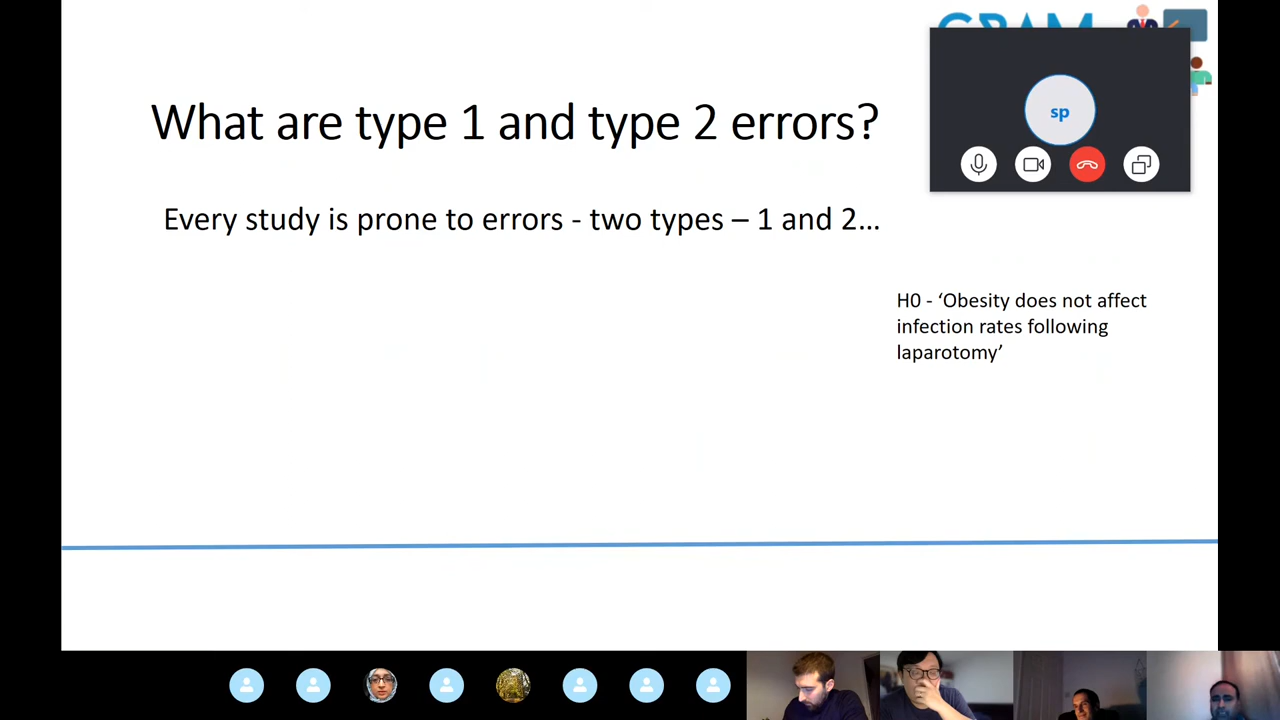 What are type 1 and type 2 errors?
sp
Every study is prone to errors - two types – 1 and 2…
H0 - ‘Obesity does not affect
infection rates following
laparotomy’